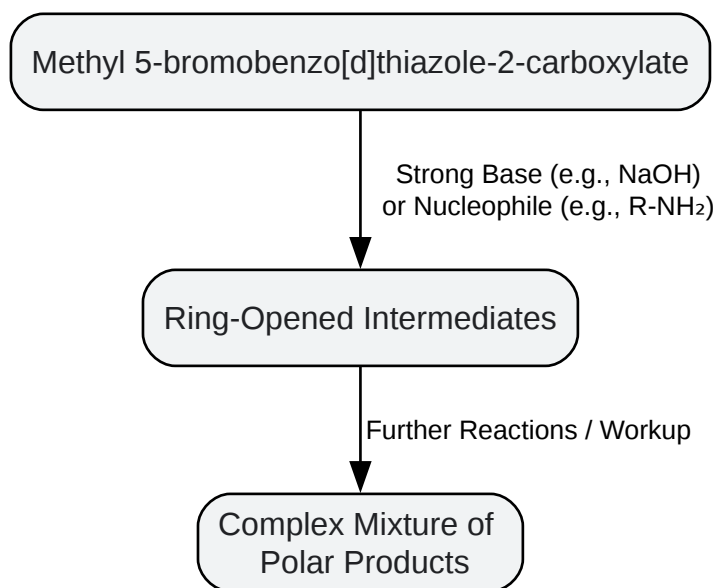 Methyl 5-bromobenzo[d]thiazole-2-carboxylate
Strong Base (e.g., NaOH)
or Nucleophile (e.g., R-NH₂)
Ring-Opened Intermediates
Further Reactions / Workup
Complex Mixture of
Polar Products